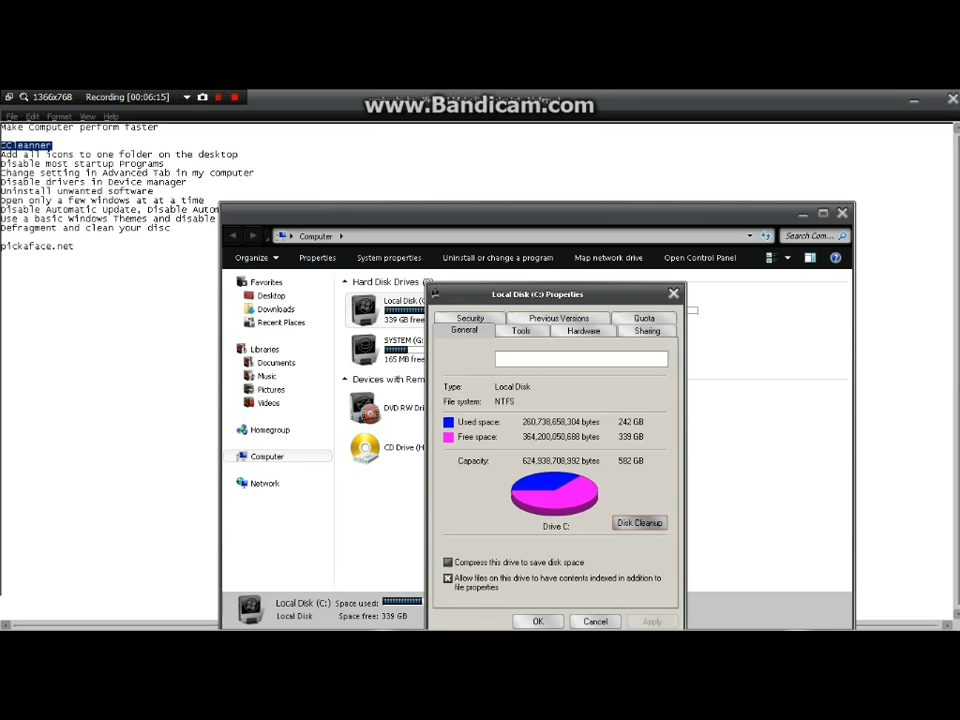 1366x768 Recording [00:06:15]
www.Bandicam.com
File Edit Format View Help
Make Computer perform faster
CCleanner
Add all icons to one folder on the desktop
Disable most startup Programs
Change setting in Advanced Tab in my computer
Disable drivers in Device manager
Uninstall unwanted software
Open only a few windows at at a time
Disable Automatic Update, Disable Autom
Use a basic Windows Themes and disable
Defragment and clean your disc
pickaface.net
Computer
Search Com...
Organize Properties System properties Uninstall or change a program Map network drive Open Control Panel
Favorites
Desktop
Downloads
Recent Places
Libraries
Documents
Music
Pictures
Videos
Homegroup
Computer
Network
Hard Disk Drives (2)
Local Disk (C
339 GB free
SYSTEM (G:
165 MB free
Devices with Rem
DVD RW Dri
CD Drive (H
Local Disk (C:) Properties
Security Previous Versions Quota
General Tools Hardware Sharing
Type: Local Disk
File system: NTFS
Used space: 260,738,658,304 bytes 242 GB
Free space: 364,200,050,688 bytes 339 GB
Capacity: 624,938,708,992 bytes 582 GB
Drive C:
Disk Cleanup
Compress this drive to save disk space
Allow files on this drive to have contents indexed in addition to
file properties
OK Cancel Apply
Local Disk (C:) Space used:
Local Disk Space free: 339 GB